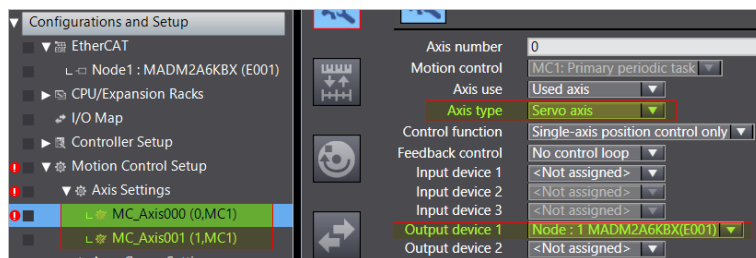 Configurations and Setup
EtherCAT
Node1 : MADM2A6KBX (E001)
CPU/Expansion Racks
I/O Map
Controller Setup
Motion Control Setup
Axis Settings
MC_Axis000 (0,MC1)
MC_Axis001 (1,MC1)
Axis number 0
Motion control MC1: Primary periodic task
Axis use Used axis
Axis type Servo axis
Control function Single-axis position control only
Feedback control No control loop
Input device 1 <Not assigned>
Input device 2 <Not assigned>
Input device 3 <Not assigned>
Output device 1 Node : 1 MADM2A6KBX(E001)
Output device 2 <Not assigned>